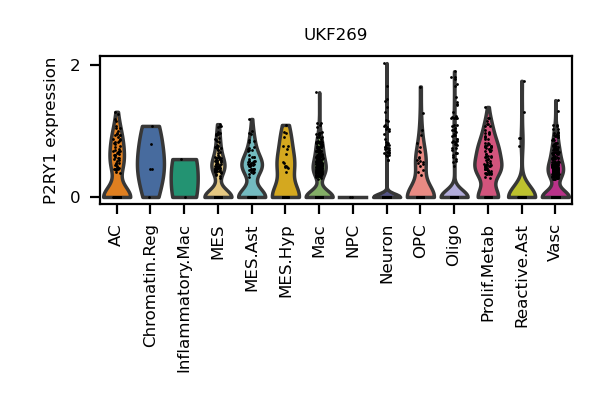 UKF269
P2RY1 expression
2
0
AC
Chromatin.Reg
Inflammatory.Mac
MES
MES.Ast
MES.Hyp
Mac
NPC
Neuron
OPC
Oligo
Prolif.Metab
Reactive.Ast
Vasc